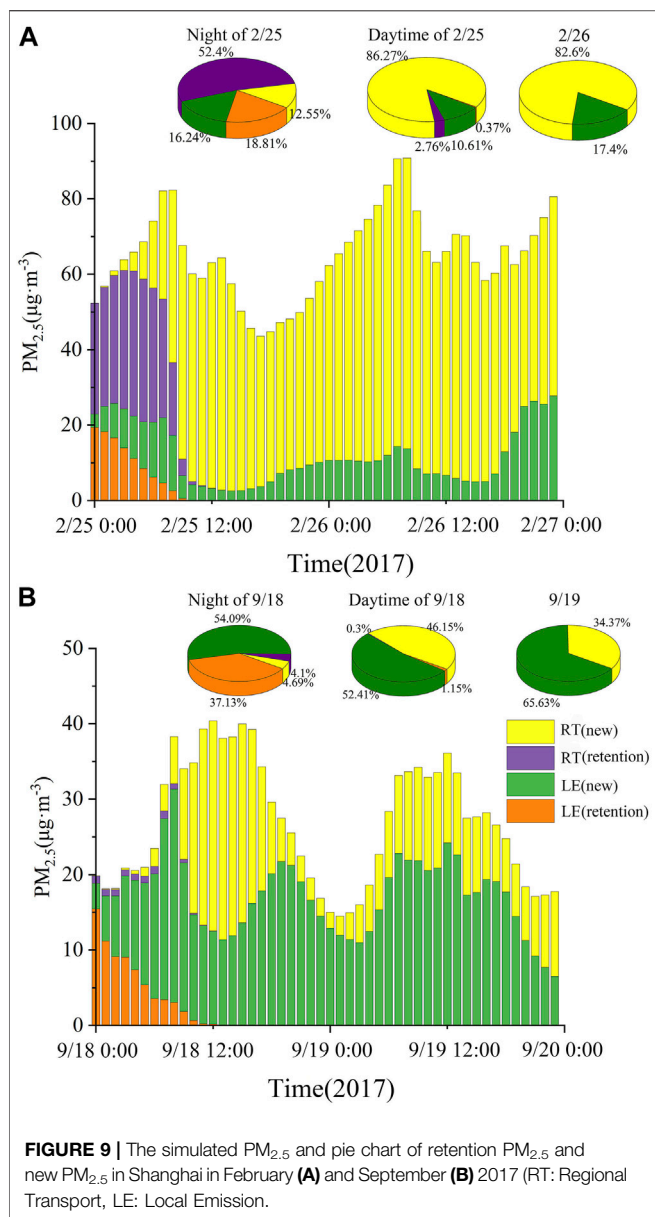 A
Night of 2/25
52.4%
12.55%
16.24%
18.81%
Daytime of 2/25
86.27%
0.37%
2.76%
10.61%
2/26
82.6%
17.4%
100
80
60
40
20
0
PM2.5(μg·m-3)
2/25 0:00
2/25 12:00
2/26 0:00
2/26 12:00
2/27 0:00
Time(2017)
B
Night of 9/18
54.09%
4.1%
4.69%
37.13%
Daytime of 9/18
0.3%
46.15%
52.41%
1.15%
9/19
34.37%
65.63%
RT(new)
RT(retention)
LE(new)
LE(retention)
50
40
30
20
10
0
PM2.5(μg·m-3)
9/18 0:00
9/18 12:00
9/19 0:00
9/19 12:00
9/20 0:00
Time(2017)
FIGURE 9 | The simulated PM2.5 and pie chart of retention PM2.5 and
new PM2.5 in Shanghai in February (A) and September (B) 2017 (RT: Regional
Transport, LE: Local Emission.